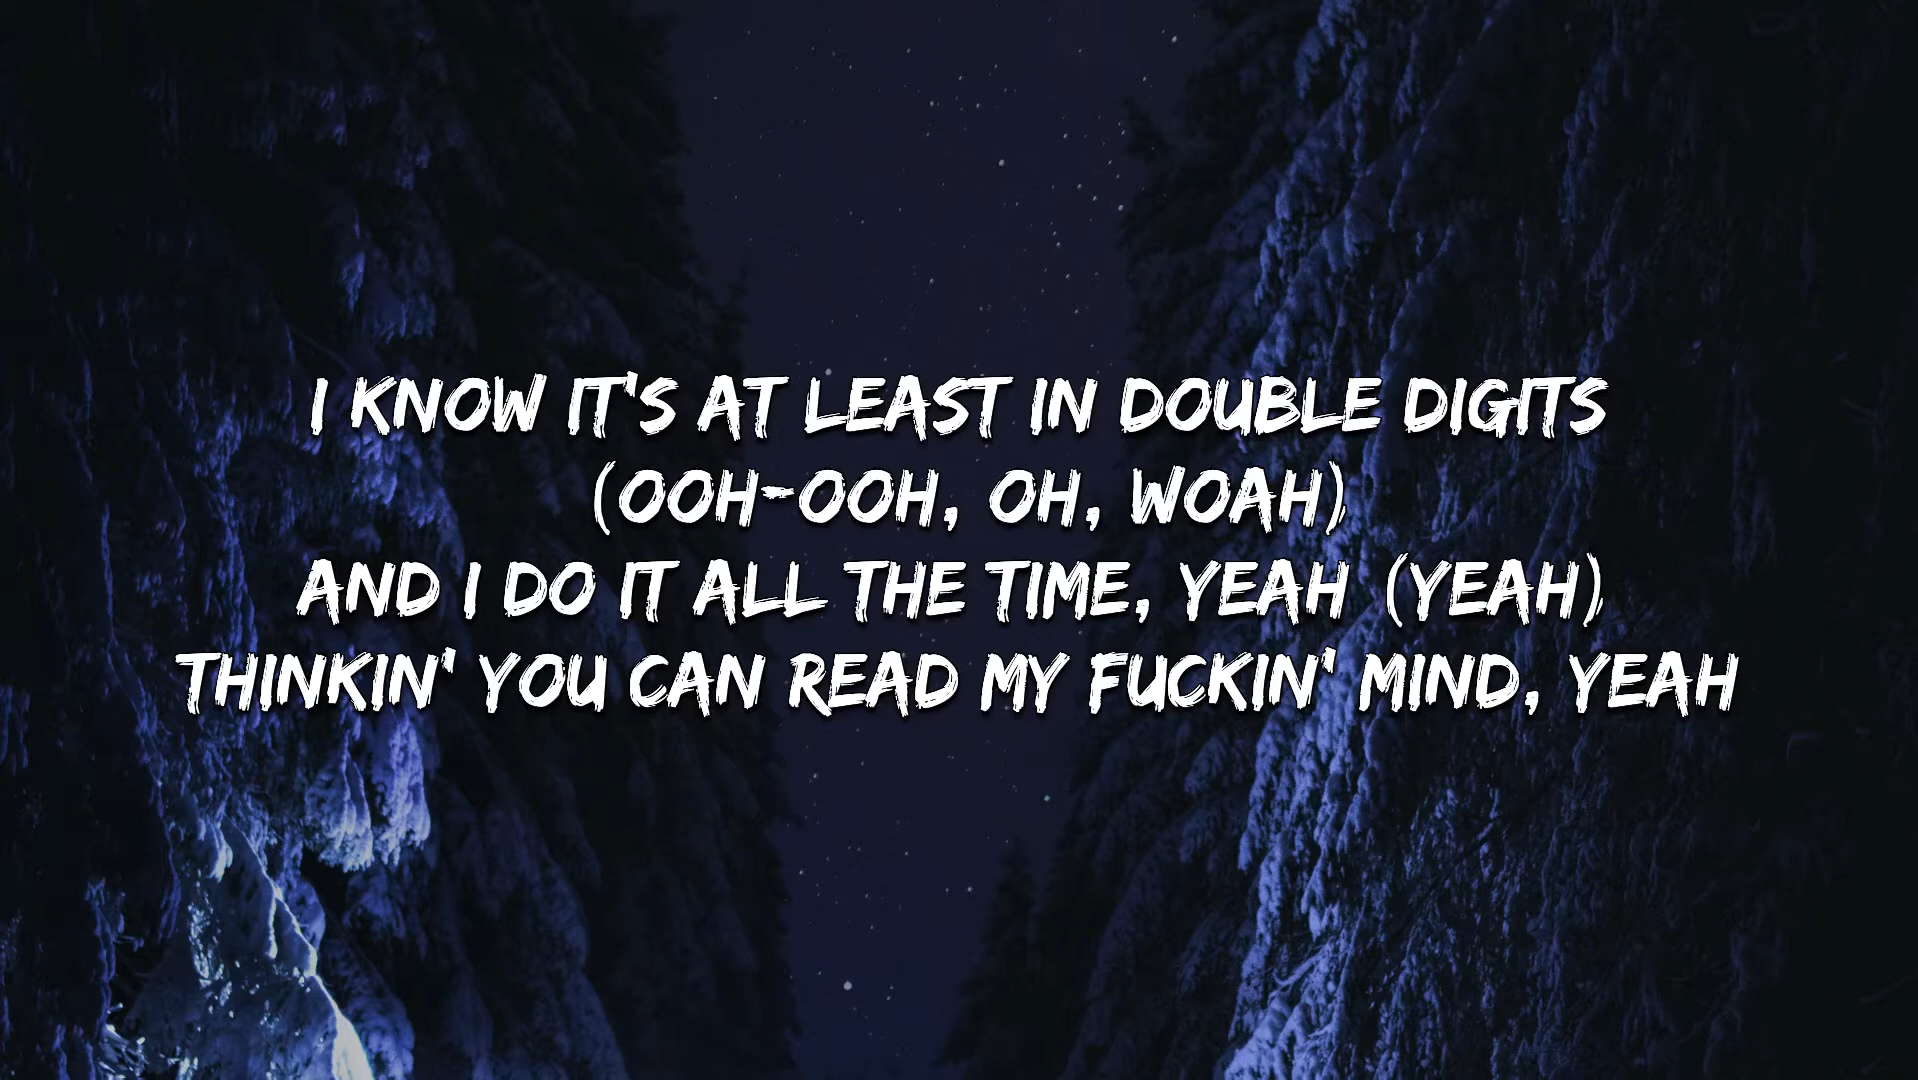 I KNOW IT'S AT LEAST IN DOUBLE DIGITS
(OOH-OOH, OH, WOAH)
AND I DO IT ALL THE TIME, YEAH (YEAH)
THINKIN' YOU CAN READ MY FUCKIN' MIND, YEAH